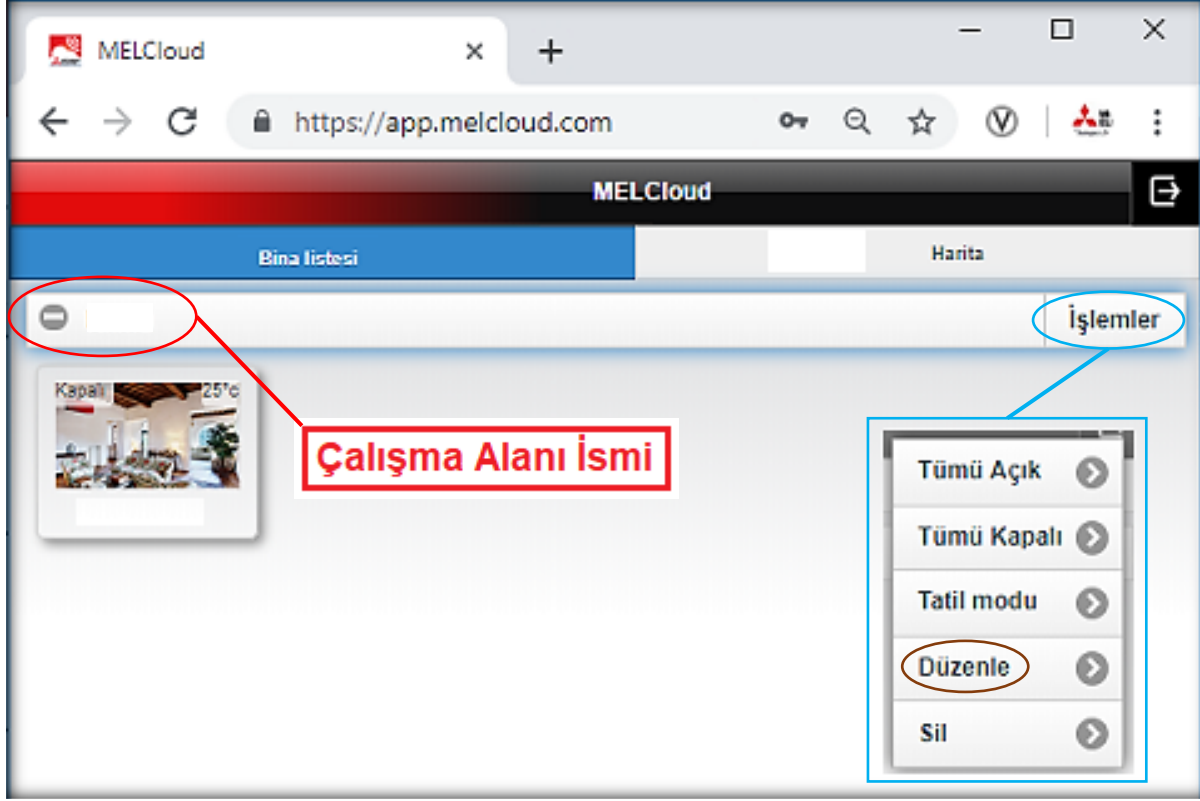 MELCloud
https://app.melcloud.com
MELCloud
Bina listesi
Harita
İşlemler
Kapalı 25°c
Çalışma Alanı İsmi
Tümü Açık
Tümü Kapalı
Tatil modu
Düzenle
Sil